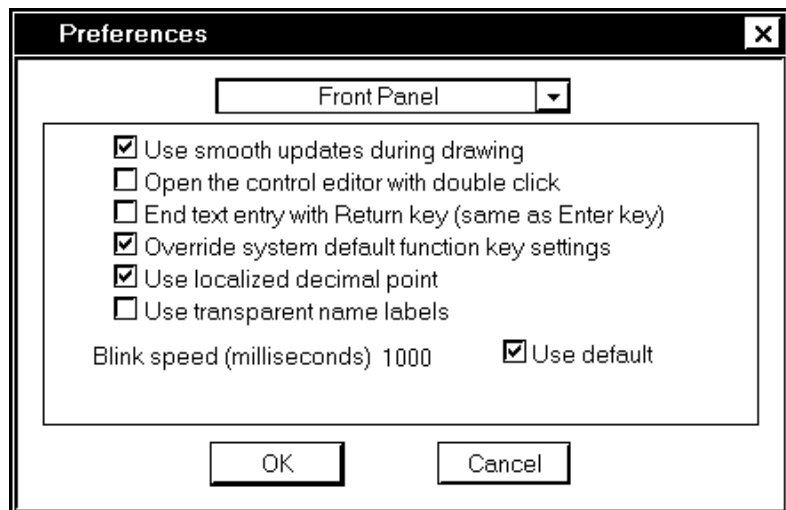 Preferences
Front Panel
Use smooth updates during drawing
Open the control editor with double click
End text entry with Return key (same as Enter key)
Override system default function key settings
Use localized decimal point
Use transparent name labels
Blink speed (milliseconds) 1000 Use default
OK Cancel